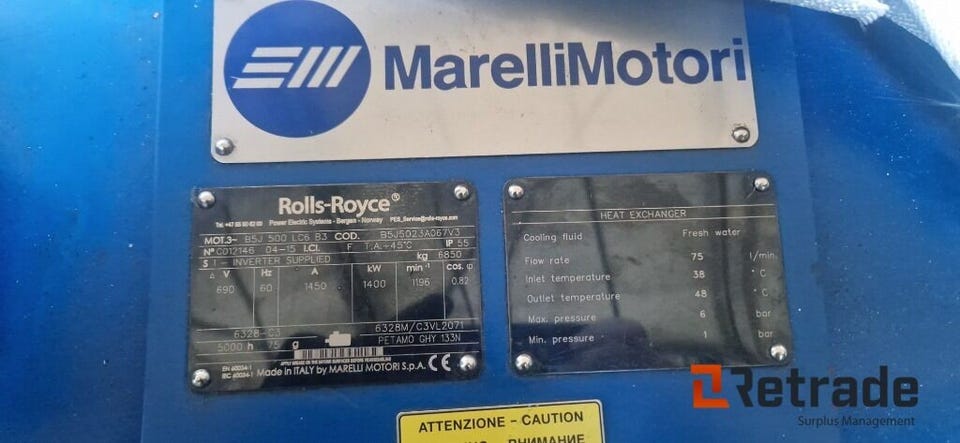 MarelliMotori
Rolls-Royce®
Power Electric Systems - Bergen - Norway
MOT.3~ B5J 500 LC6 B3 COD. B5J5023A067V3
N° C012146 04-15 I.CL. F T.A.+45°C IP 55
S 1 - INVERTER SUPPLIED kg 6850
Δ V Hz A kW min⁻¹ cos φ
690 60 1450 1400 1196 0,82
6328-C3 6328M/C3VL2071
5000 h 75 g PETAMO GHY 133N
EN 60034-1
IEC 60034-1 Made in ITALY by MARELLI MOTORI S.p.A. CE
HEAT EXCHANGER
Cooling fluid Fresh water
Flow rate 75 l/min.
Inlet temperature 38 °C
Outlet temperature 48 °C
Max. pressure 6 bar
Min. pressure 1 bar
ATTENZIONE - CAUTION
ВНИМАНИЕ
Retrade
Surplus Management